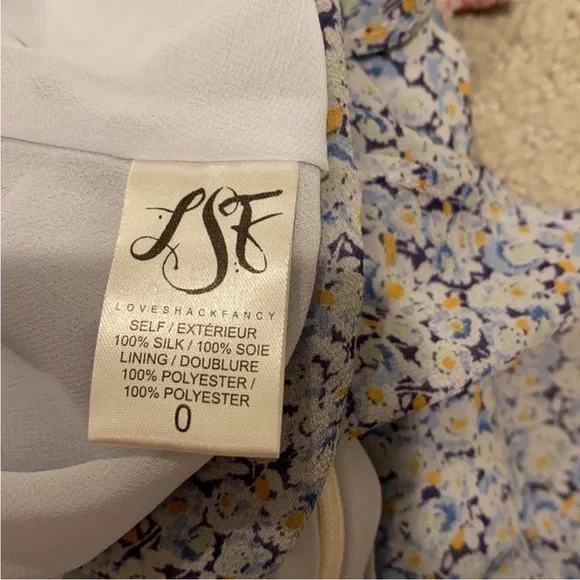 LSF
LOVESHACKFANCY
SELF / EXTÉRIEUR
100% SILK / 100% SOIE
LINING / DOUBLURE
100% POLYESTER /
100% POLYESTER
0